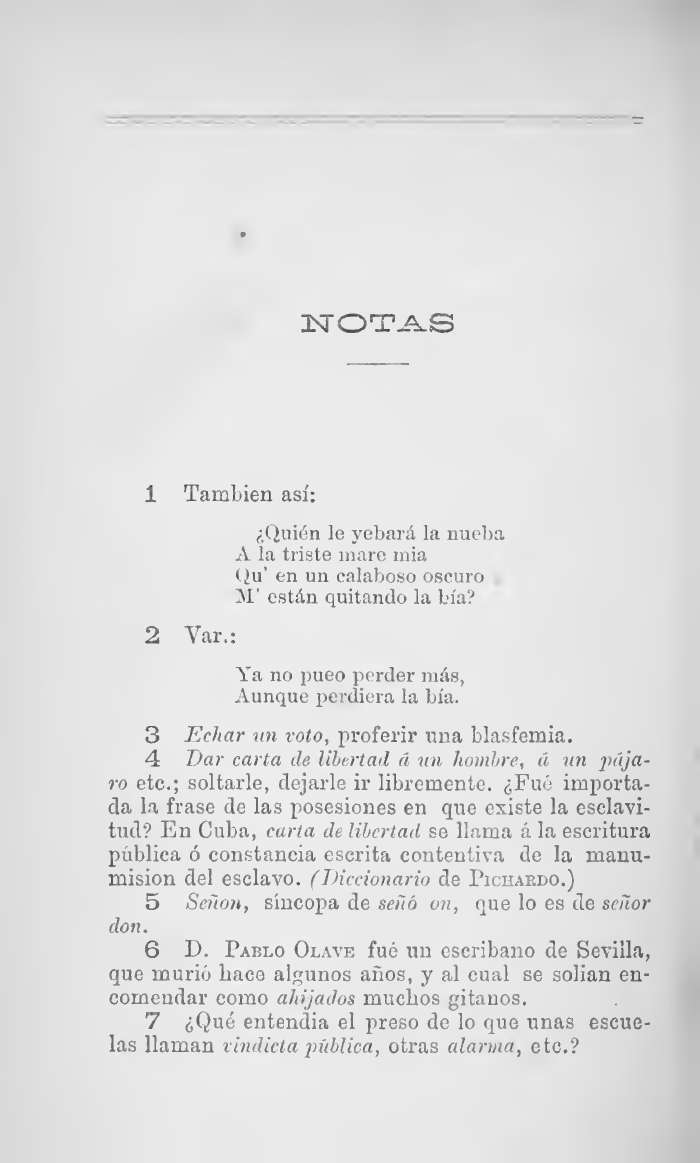 NOTAS
1 Tambien así:
¿Quién le yebará la nueba
A la triste mare mia
Qu' en un calaboso oscuro
M' están quitando la bía?
2 Var.:
Ya no pueo perder más,
Aunque perdiera la bía.
3 Echar un voto, proferir una blasfemia.
4 Dar carta de libertad á un hombre, á un pája-
ro etc.; soltarle, dejarle ir libremente. ¿Fué importa-
da la frase de las posesiones en que existe la esclavi-
tud? En Cuba, carta de libertad se llama á la escritura
pública ó constancia escrita contentiva de la manu-
mision del esclavo. (Diccionario de PICHARDO.)
5 Señon, síncopa de señó on, que lo es de señor
don.
6 D. PABLO OLAVE fué un escribano de Sevilla,
que murió hace algunos años, y al cual se solian en-
comendar como ahijados muchos gitanos.
7 ¿Qué entendia el preso de lo que unas escue-
las llaman vindicta pública, otras alarma, etc.?